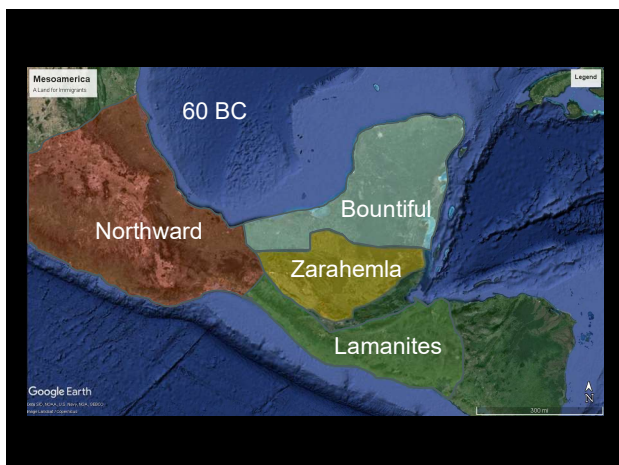 Mesoamerica
A Land for Immigrants
Legend
60 BC
Bountiful
Northward
Zarahemla
Lamanites
Google Earth
N
300 mi